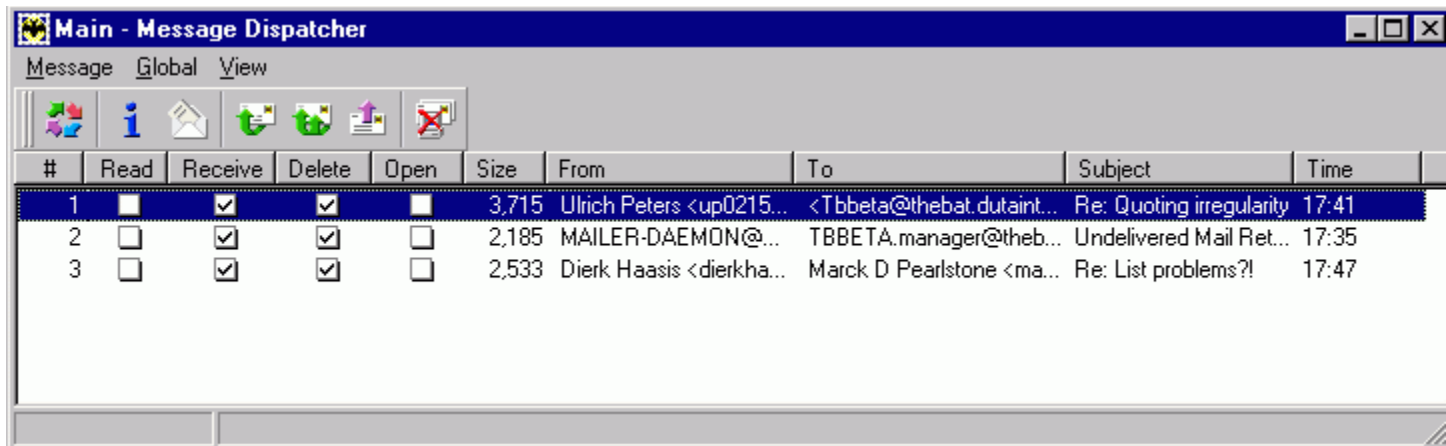 Main - Message Dispatcher
Message Global View
# Read Receive Delete Open Size From To Subject Time
1 3,715 Ulrich Peters <up0215... <Tbbeta@thebat.dutaint... Re: Quoting irregularity 17:41
2 2,185 MAILER-DAEMON@... TBBETA.manager@theb... Undelivered Mail Ret... 17:35
3 2,533 Dierk Haasis <dierkha... Marck D Pearlstone <ma... Re: List problems?! 17:47